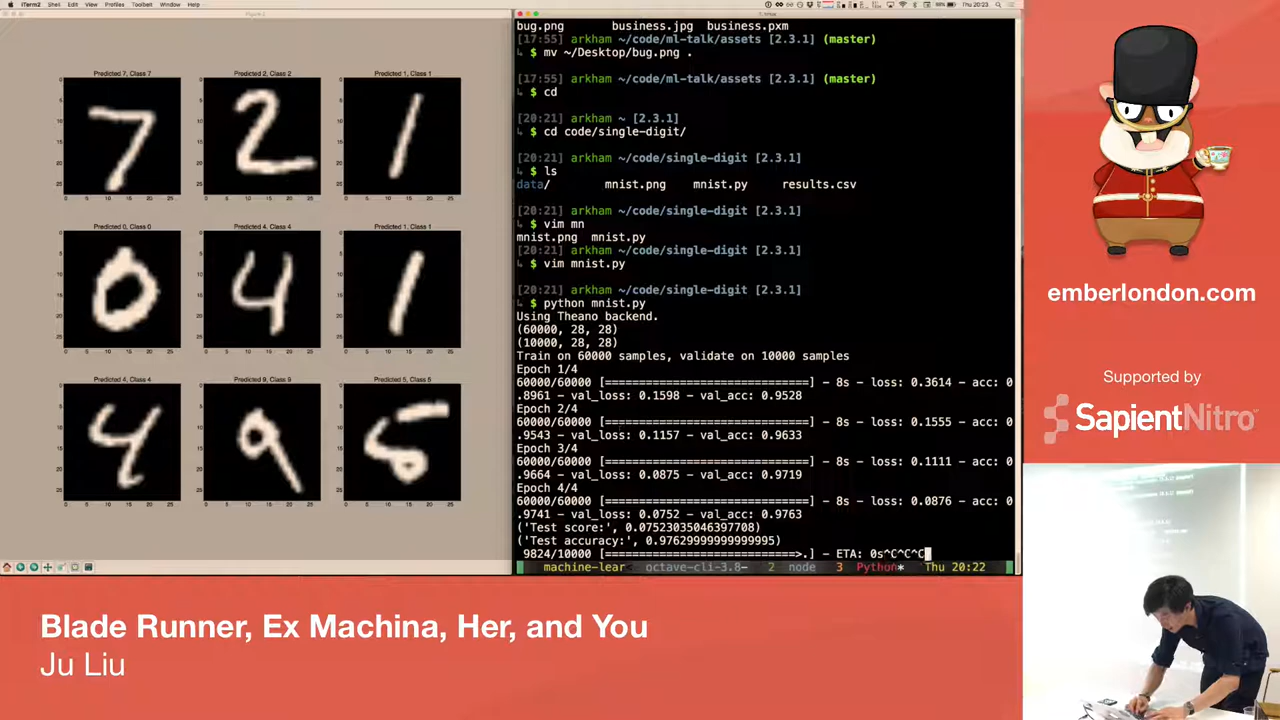 iTerm2 Shell Edit View Profiles Toolbelt Window Help
Thu 20:23
Predicted 7, Class 7
Predicted 2, Class 2
Predicted 1, Class 1
Predicted 0, Class 0
Predicted 4, Class 4
Predicted 1, Class 1
Predicted 4, Class 4
Predicted 9, Class 9
Predicted 5, Class 5
bug.png business.jpg business.pxm
[17:55] arkham ~/code/ml-talk/assets [2.3.1] (master)
↳ $ mv ~/Desktop/bug.png .
[17:55] arkham ~/code/ml-talk/assets [2.3.1] (master)
↳ $ cd
[20:21] arkham ~ [2.3.1]
↳ $ cd code/single-digit/
[20:21] arkham ~/code/single-digit [2.3.1]
↳ $ ls
data/ mnist.png mnist.py results.csv
[20:21] arkham ~/code/single-digit [2.3.1]
↳ $ vim mn
mnist.png mnist.py
[20:21] arkham ~/code/single-digit [2.3.1]
↳ $ vim mnist.py
[20:21] arkham ~/code/single-digit [2.3.1]
↳ $ python mnist.py
Using Theano backend.
(60000, 28, 28)
(10000, 28, 28)
Train on 60000 samples, validate on 10000 samples
Epoch 1/4
60000/60000 [==============================] - 8s - loss: 0.3614 - acc: 0
.8961 - val_loss: 0.1598 - val_acc: 0.9528
Epoch 2/4
60000/60000 [==============================] - 8s - loss: 0.1555 - acc: 0
.9543 - val_loss: 0.1157 - val_acc: 0.9633
Epoch 3/4
60000/60000 [==============================] - 8s - loss: 0.1111 - acc: 0
.9664 - val_loss: 0.0875 - val_acc: 0.9719
Epoch 4/4
60000/60000 [==============================] - 8s - loss: 0.0876 - acc: 0
.9741 - val_loss: 0.0752 - val_acc: 0.9763
('Test score:', 0.07523035046397708)
('Test accuracy:', 0.97629999999999995)
9824/10000 [============================>.] - ETA: 0s^C^C^C
machine-lear< octave-cli-3.8- 2 node 3 Python* Thu 20:22
emberlondon.com
Supported by
SapientNitro
Blade Runner, Ex Machina, Her, and You
Ju Liu